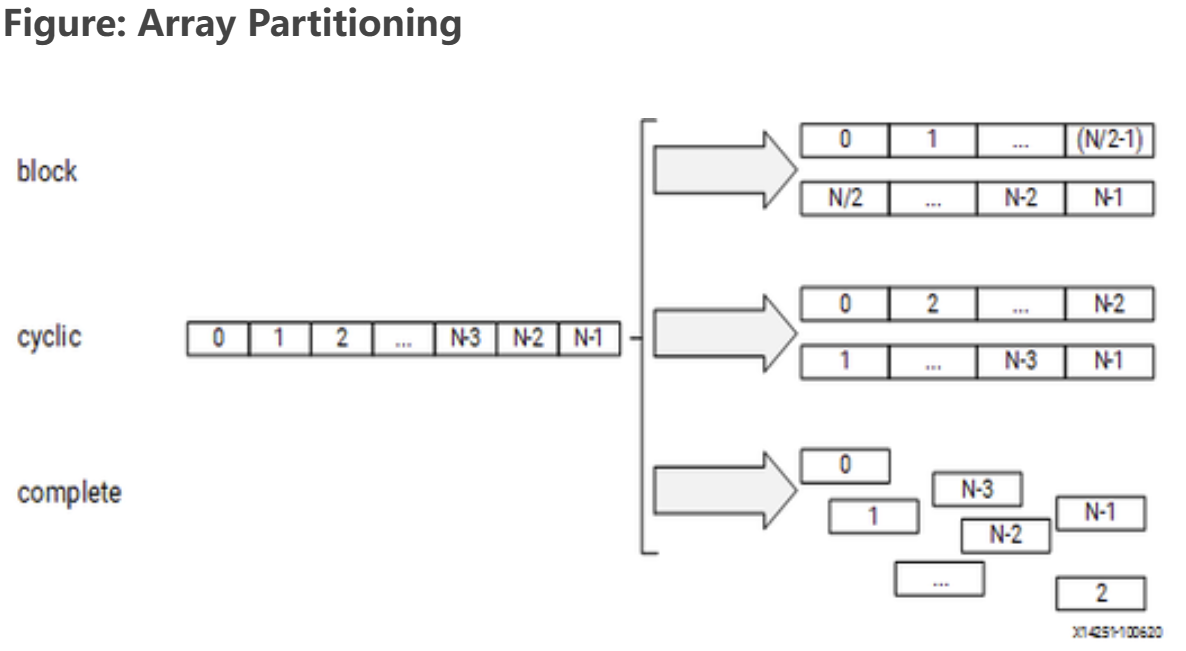 Figure: Array Partitioning
block
0 1 ... (N/2-1)
N/2 ... N-2 N-1
cyclic
0 1 2 ... N-3 N-2 N-1
0 2 ... N-2
1 ... N-3 N-1
complete
0
N-3
1
N-1
N-2
...
2
X14251-100620